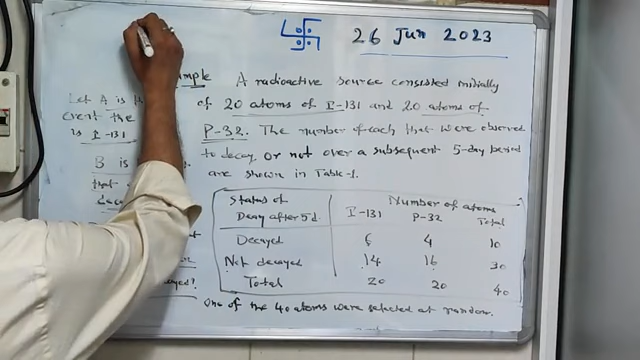 26 Jun 2023
A radioactive source consisted initially
of 20 atoms of I-131 and 20 atoms of
P-32. The number of each that were observed
to decay or not over a subsequent 5-day period
are shown in Table-1.
Let A is
event the
is I-131
B is
that
Status of Decay after 5d. Number of atoms
I-131 P-32 Total
Decayed 6 4 10
Not decayed 14 16 30
Total 20 20 40
One of the 40 atoms were selected at random.